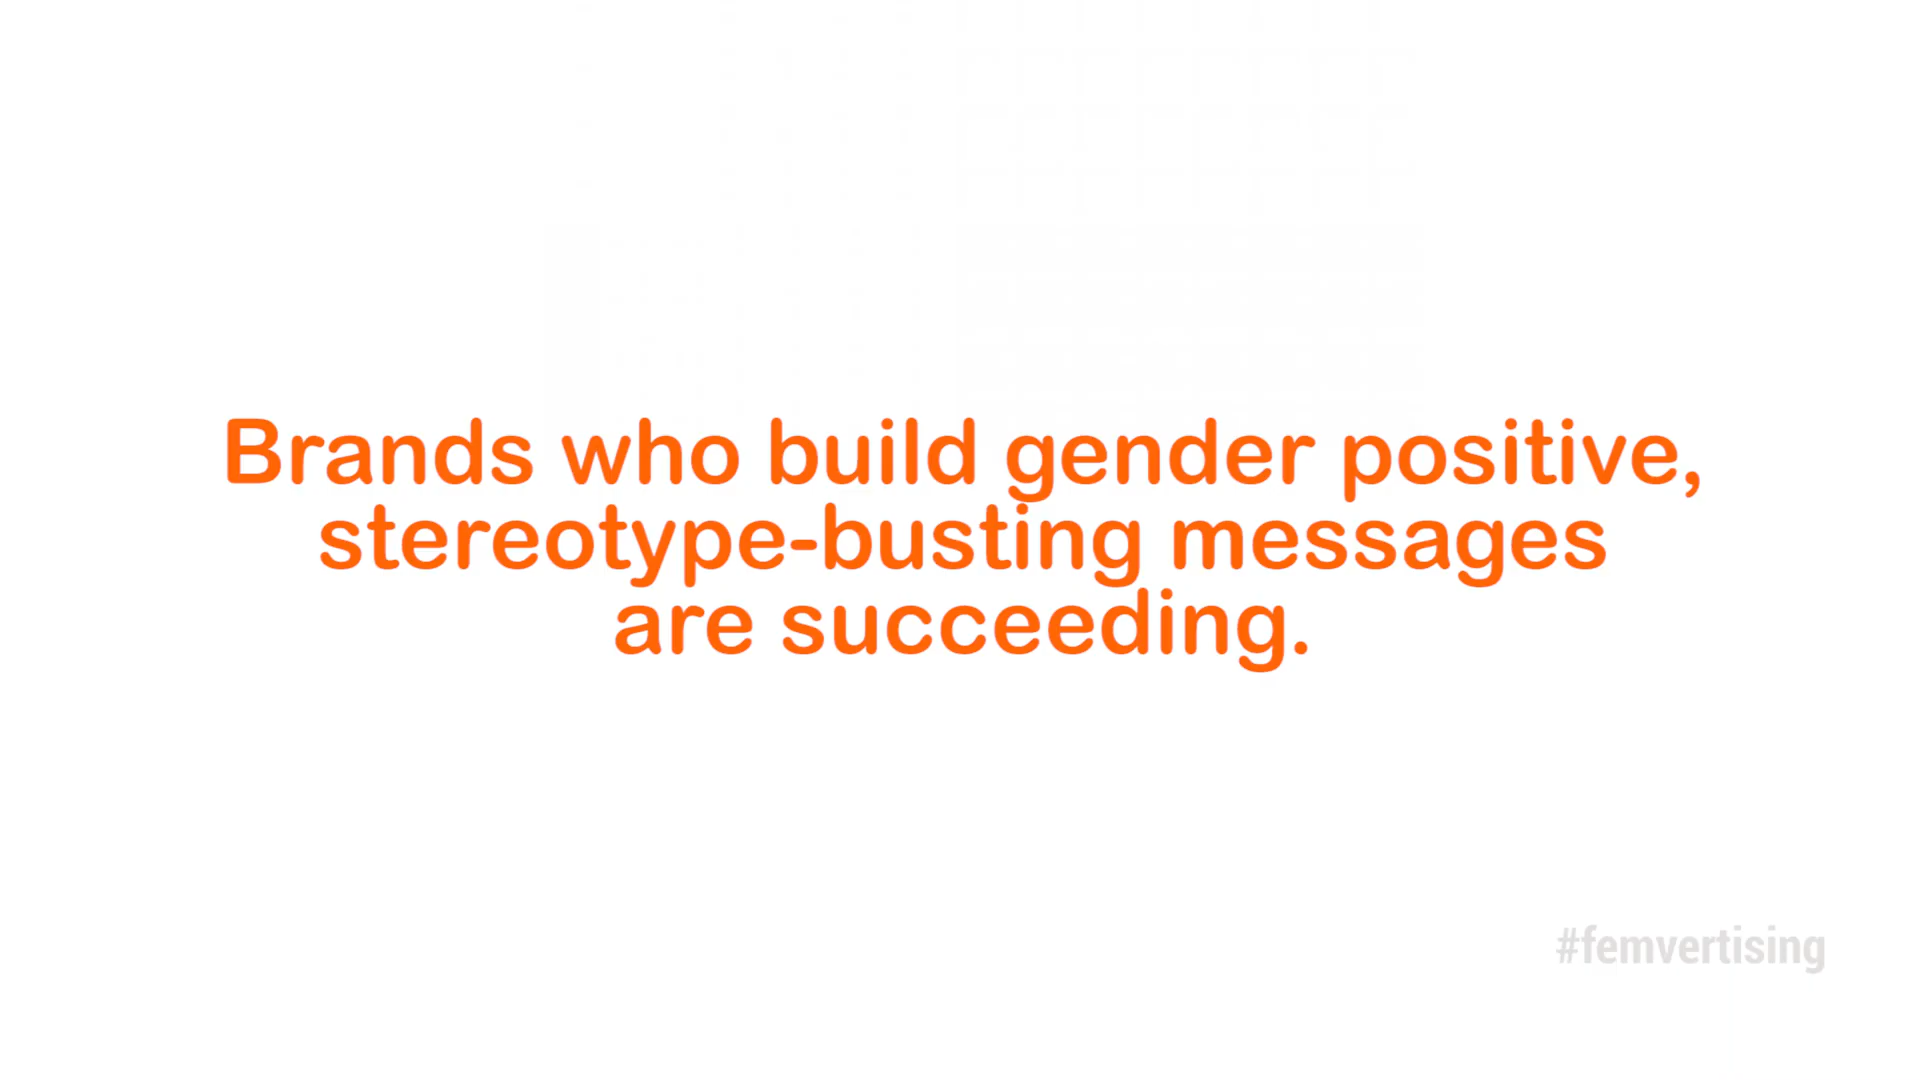 Brands who build gender positive,
stereotype-busting messages
are succeeding.
#femvertising